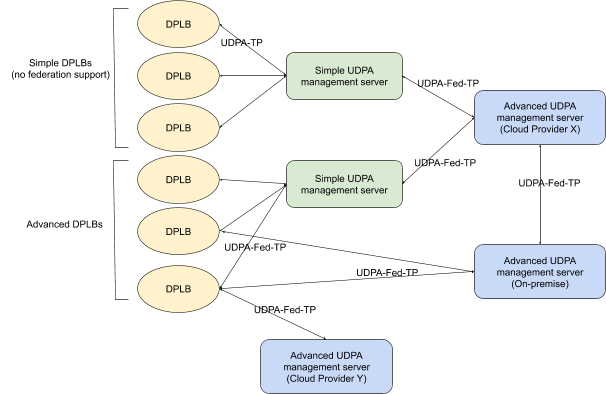 DPLB
UDPA-TP
Simple DPLBs
(no federation support)
DPLB
Simple UDPA
management server
UDPA-Fed-TP
Advanced UDPA
management server
(Cloud Provider X)
DPLB
UDPA-Fed-TP
DPLB
Simple UDPA
management server
UDPA-Fed-TP
Advanced DPLBs
DPLB
UDPA-Fed-TP
UDPA-Fed-TP
Advanced UDPA
management server
(On-premise)
DPLB
UDPA-Fed-TP
Advanced UDPA
management server
(Cloud Provider Y)